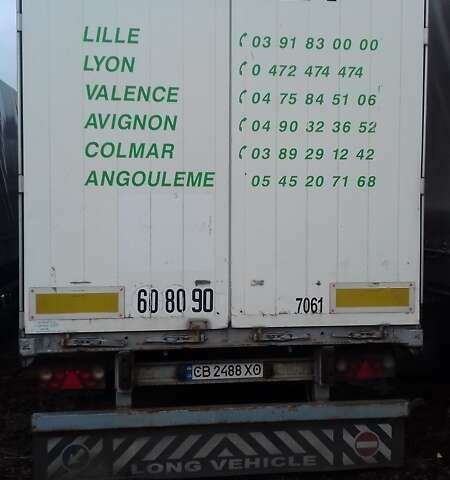 LILLE 03 91 83 00 00
LYON 0 472 474 474
VALENCE 04 75 84 51 06
AVIGNON 04 90 32 36 52
COLMAR 03 89 29 12 42
ANGOULEME 05 45 20 71 68
60 80 90 7061
CB 2488 XO
LONG VEHICLE